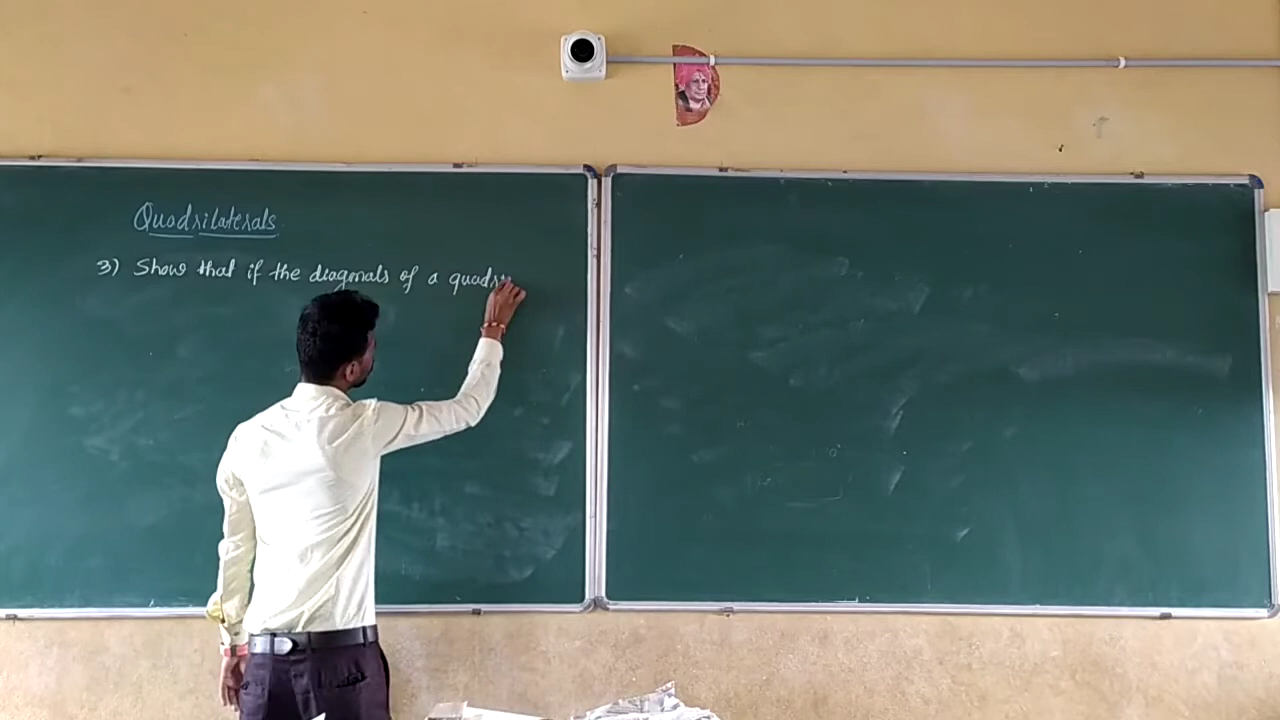 Quadrilaterals
3) Show that if the diagonals of a quadri